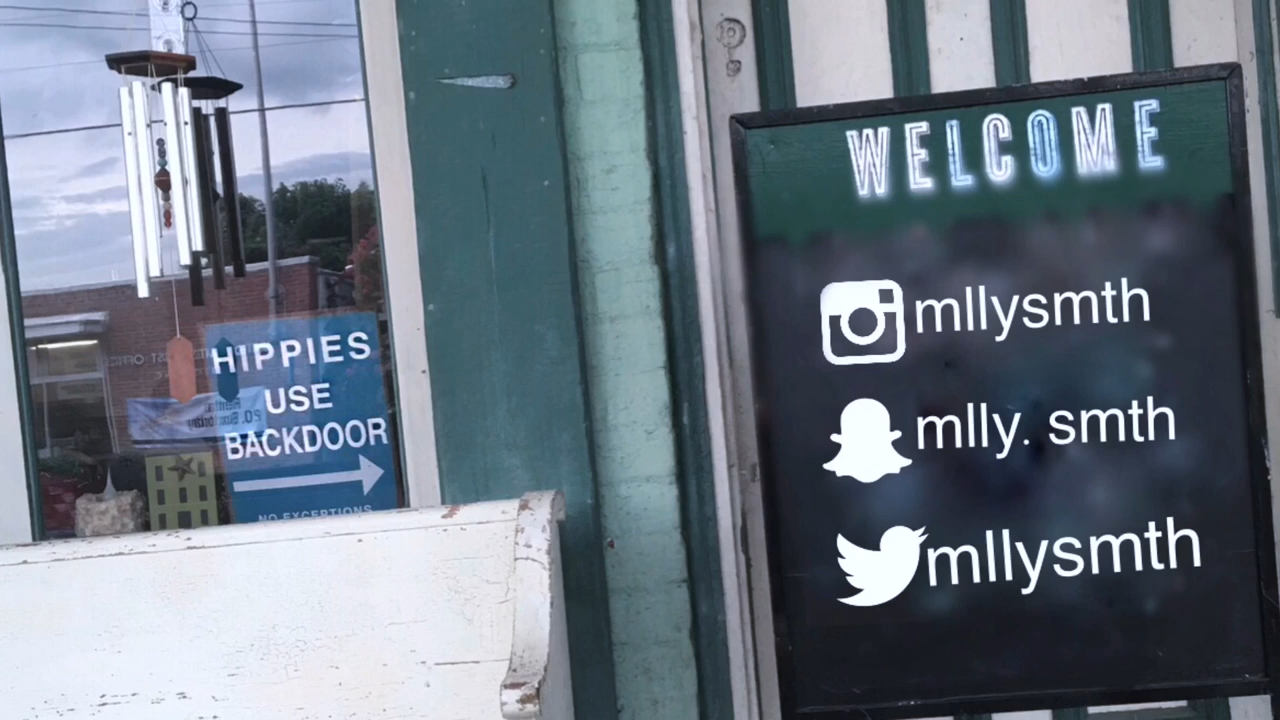 HIPPIES
USE
BACKDOOR
NO EXCEPTIONS
WELCOME
mllysmth
mlly. smth
mllysmth